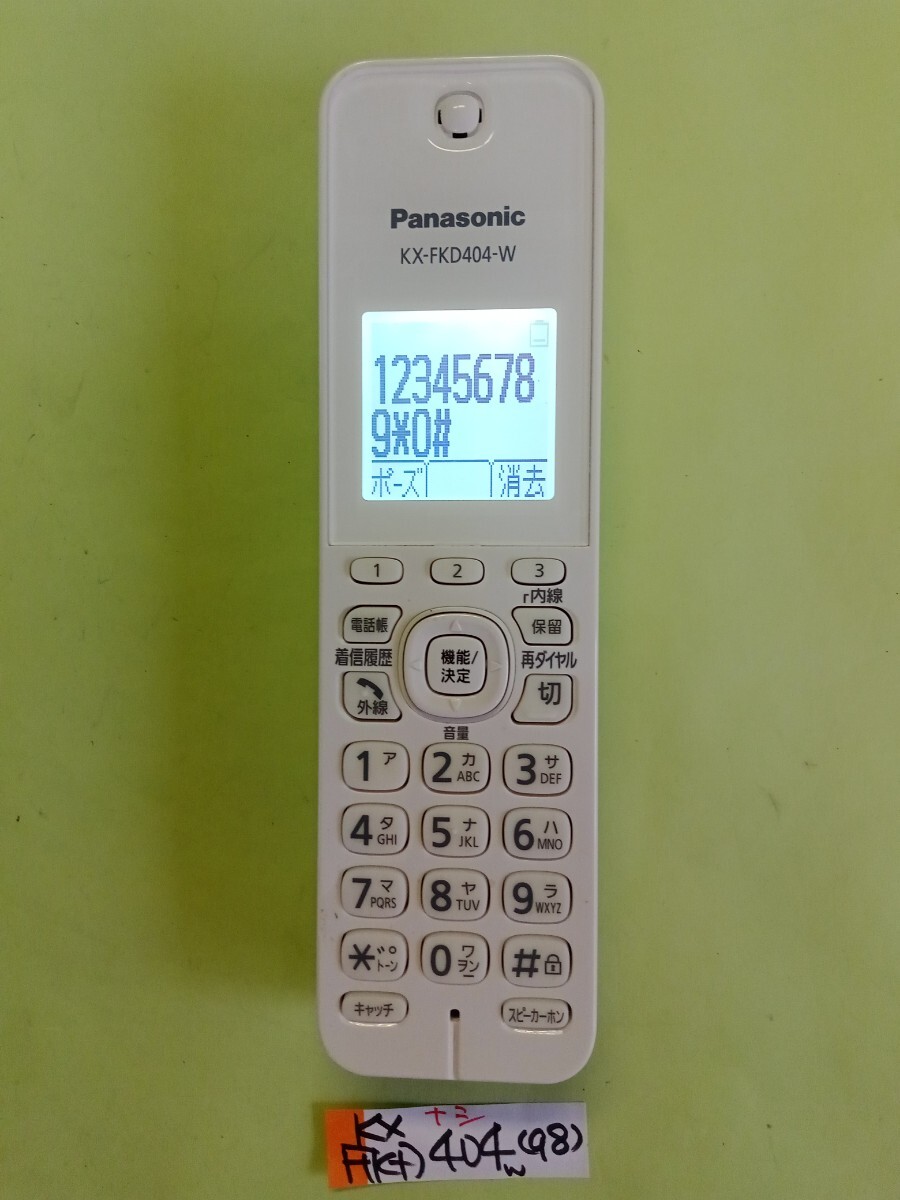 Panasonic
KX-FKD404-W
12345678
9*0#
ポーズ 消去
1 2 3
r内線
電話帳 保留
機能/
決定
着信履歴 再ダイヤル
外線 切
音量
1 ア 2 カ ABC 3 サ DEF
4 タ GHI 5 ナ JKL 6 ハ MNO
7 マ PQRS 8 ヤ TUV 9 ラ WXYZ
* ゛゜ トーン 0 ワヲンー #
キャッチ スピーカーホン
ナミ
KX
404W(98)